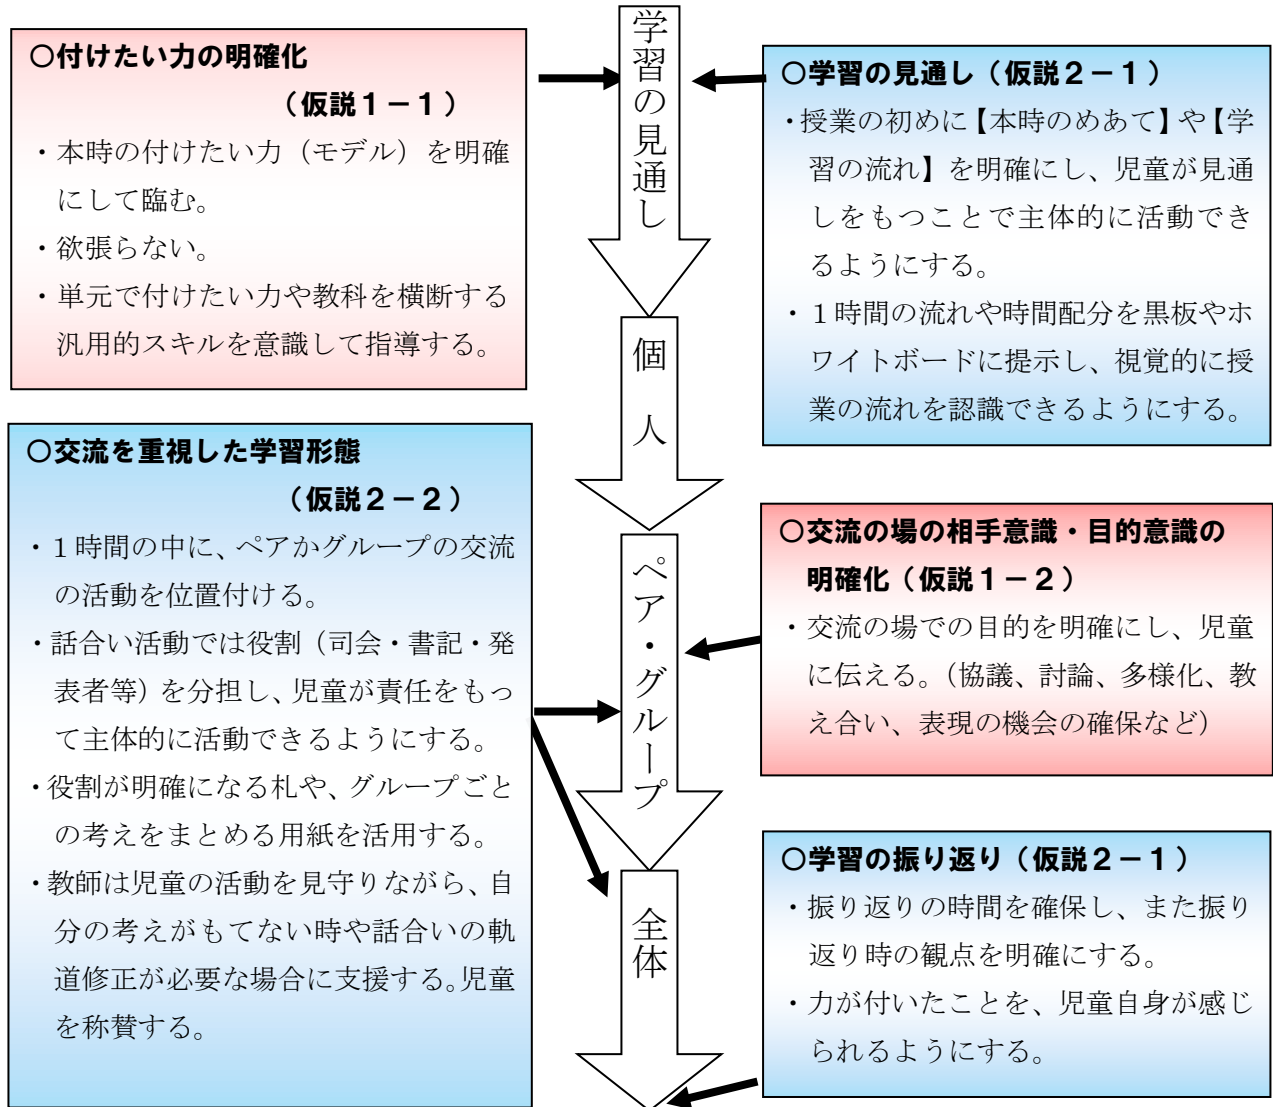 学習の見通し
○付けたい力の明確化
（仮説１－１）
・本時の付けたい力（モデル）を明確
にして臨む。
・欲張らない。
・単元で付けたい力や教科を横断する
汎用的スキルを意識して指導する。
○学習の見通し（仮説２－１）
・授業の初めに【本時のめあて】や【学
習の流れ】を明確にし、児童が見通
しをもつことで主体的に活動でき
るようにする。
・１時間の流れや時間配分を黒板やホ
ワイトボードに提示し、視覚的に授
業の流れを認識できるようにする。
個人
○交流を重視した学習形態
（仮説２－２）
・１時間の中に、ペアかグループの交流
の活動を位置付ける。
・話合い活動では役割（司会・書記・発
表者等）を分担し、児童が責任をもっ
て主体的に活動できるようにする。
・役割が明確になる札や、グループごと
の考えをまとめる用紙を活用する。
・教師は児童の活動を見守りながら、自
分の考えがもてない時や話合いの軌
道修正が必要な場合に支援する。児童
を称賛する。
ペア・グループ
○交流の場の相手意識・目的意識の
明確化（仮説１－２）
・交流の場での目的を明確にし、児童
に伝える。（協議、討論、多様化、教
え合い、表現の機会の確保など）
全体
○学習の振り返り（仮説２－１）
・振り返りの時間を確保し、また振り
返り時の観点を明確にする。
・力が付いたことを、児童自身が感じ
られるようにする。